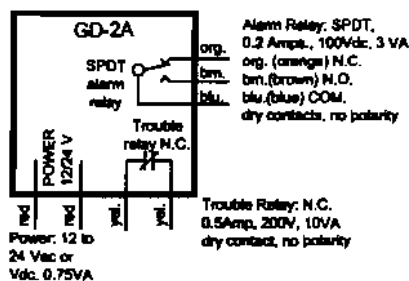 GD-2A
SPDT
alarm
relay
org.
brn.
blu.
Trouble
relay N.C.
POWER
12/24 V
red
red
yel.
yel.
Alarm Relay: SPDT,
0.2 Amps., 100Vdc, 3 VA
org. (orange) N.C.
brn.(brown) N.O.
blu.(blue) COM.
dry contacts, no polarity
Trouble Relay: N.C.
0.5Amp, 200V, 10VA
dry contact, no polarity
Power: 12 to
24 Vac or
Vdc. 0.75VA